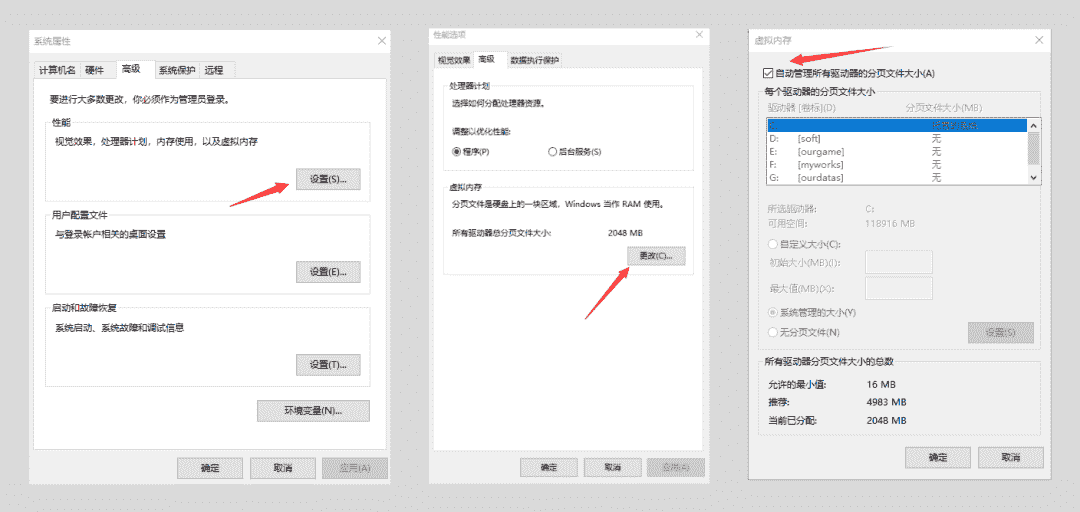 系统属性
计算机名 硬件 高级 系统保护 远程
要进行大多数更改，你必须作为管理员登录。
性能
视觉效果，处理器计划，内存使用，以及虚拟内存
设置(S)...
用户配置文件
与登录帐户相关的桌面设置
设置(E)...
启动和故障恢复
系统启动、系统故障和调试信息
设置(T)...
环境变量(N)...
确定 取消 应用(A)
性能选项
视觉效果 高级 数据执行保护
处理器计划
选择如何分配处理器资源。
调整以优化性能:
程序(P) 后台服务(S)
虚拟内存
分页文件是硬盘上的一块区域，Windows 当作 RAM 使用。
所有驱动器总分页文件大小: 2048 MB
更改(C)...
确定 取消 应用(A)
虚拟内存
自动管理所有驱动器的分页文件大小(A)
每个驱动器的分页文件大小
驱动器 [卷标](D) 分页文件大小(MB)
D: [soft] 无
E: [ourgame] 无
F: [myworks] 无
G: [ourdatas] 无
所选驱动器: C:
可用空间: 118916 MB
自定义大小(C):
初始大小(MB)(I):
最大值(MB)(X):
系统管理的大小(Y)
无分页文件(N) 设置(S)
所有驱动器分页文件大小的总数
允许的最小值: 16 MB
推荐: 4983 MB
当前已分配: 2048 MB
确定 取消